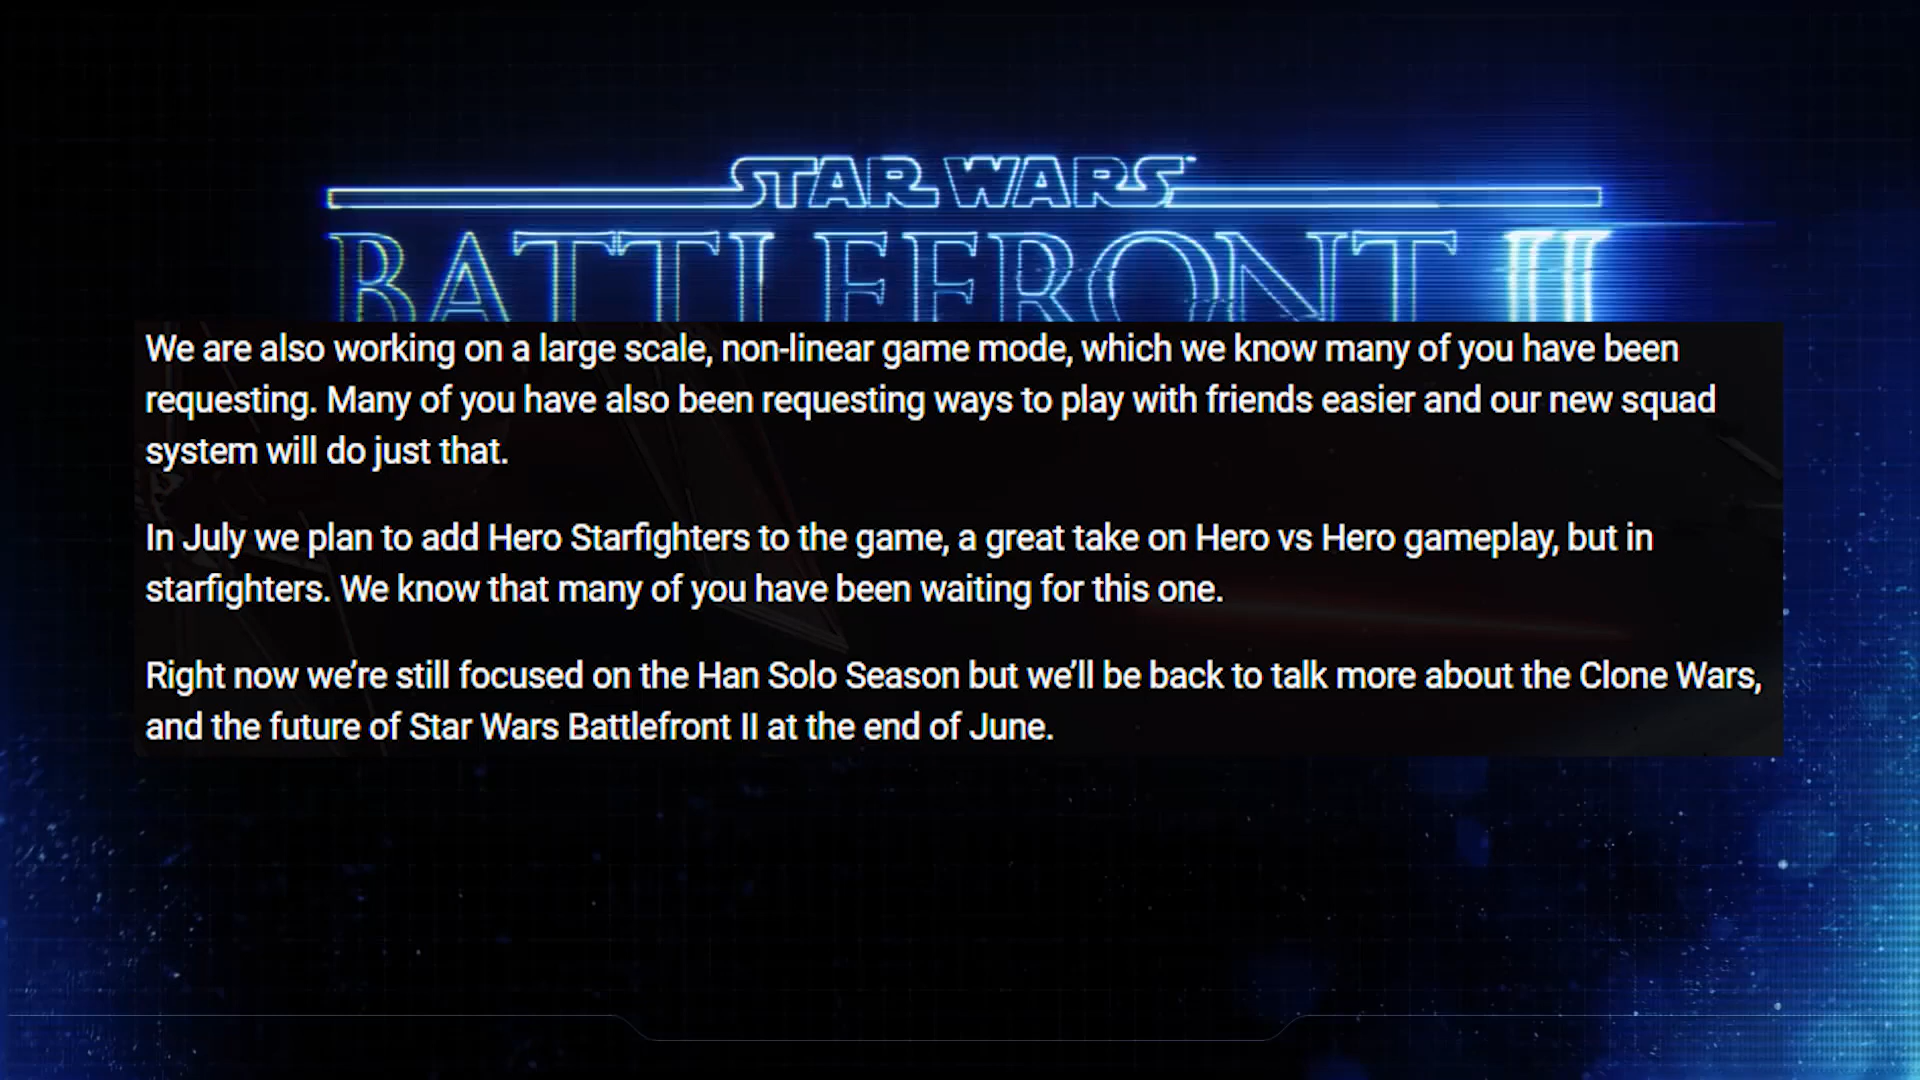 STAR WARS
BATTLEFRONT II
We are also working on a large scale, non-linear game mode, which we know many of you have been
requesting. Many of you have also been requesting ways to play with friends easier and our new squad
system will do just that.
In July we plan to add Hero Starfighters to the game, a great take on Hero vs Hero gameplay, but in
starfighters. We know that many of you have been waiting for this one.
Right now we’re still focused on the Han Solo Season but we’ll be back to talk more about the Clone Wars,
and the future of Star Wars Battlefront II at the end of June.